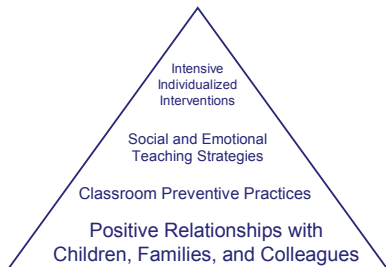 Intensive
Individualized
Interventions
Social and Emotional
Teaching Strategies
Classroom Preventive Practices
Positive Relationships with
Children, Families, and Colleagues